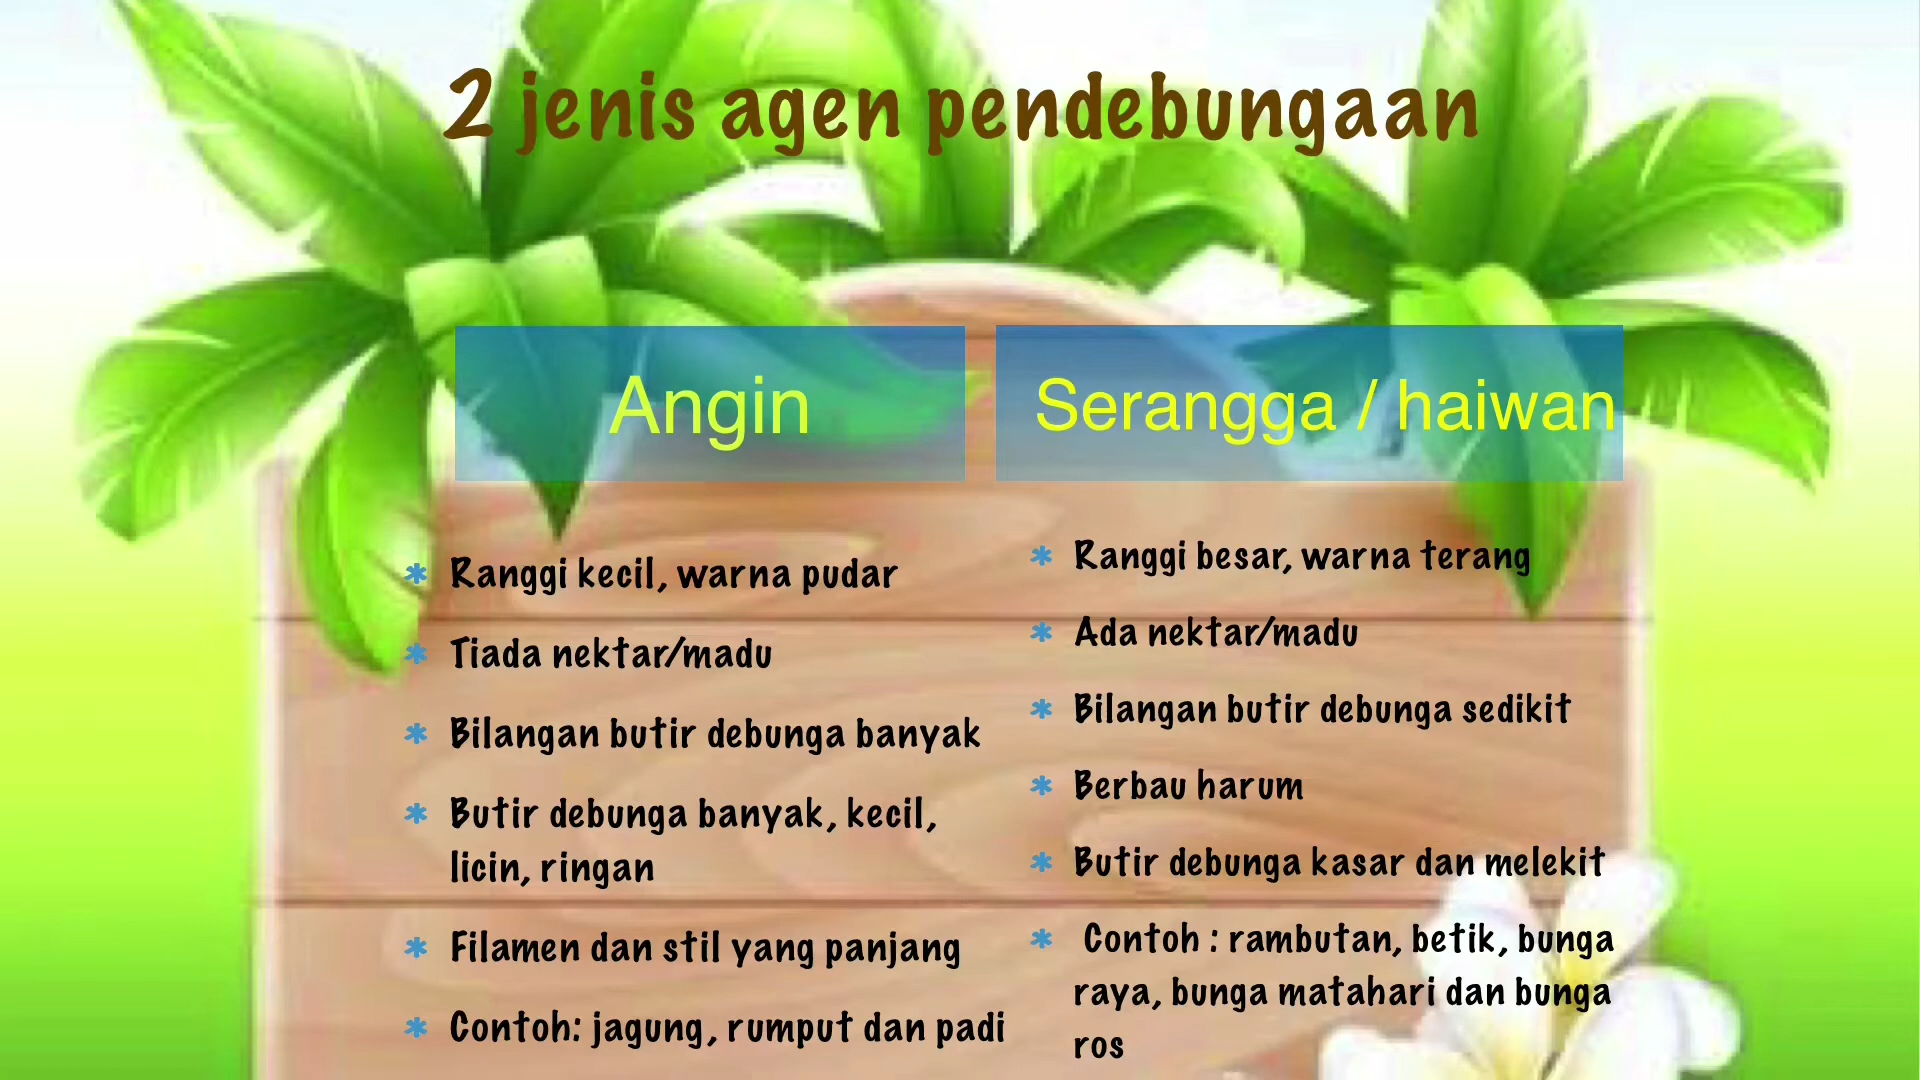 2 jenis agen pendebungaan
Angin
Ranggi kecil, warna pudar
Tiada nektar/madu
Bilangan butir debunga banyak
Butir debunga banyak, kecil,
licin, ringan
Filamen dan stil yang panjang
Contoh: jagung, rumput dan padi
Serangga / haiwan
Ranggi besar, warna terang
Ada nektar/madu
Bilangan butir debunga sedikit
Berbau harum
Butir debunga kasar dan melekit
Contoh : rambutan, betik, bunga
raya, bunga matahari dan bunga
ros